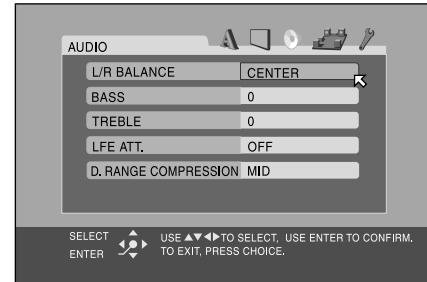 AUDIO
L/R BALANCE CENTER
BASS 0
TREBLE 0
LFE ATT. OFF
D. RANGE COMPRESSION MID
SELECT USE ▲▼◀▶TO SELECT, USE ENTER TO CONFIRM.
ENTER TO EXIT, PRESS CHOICE.